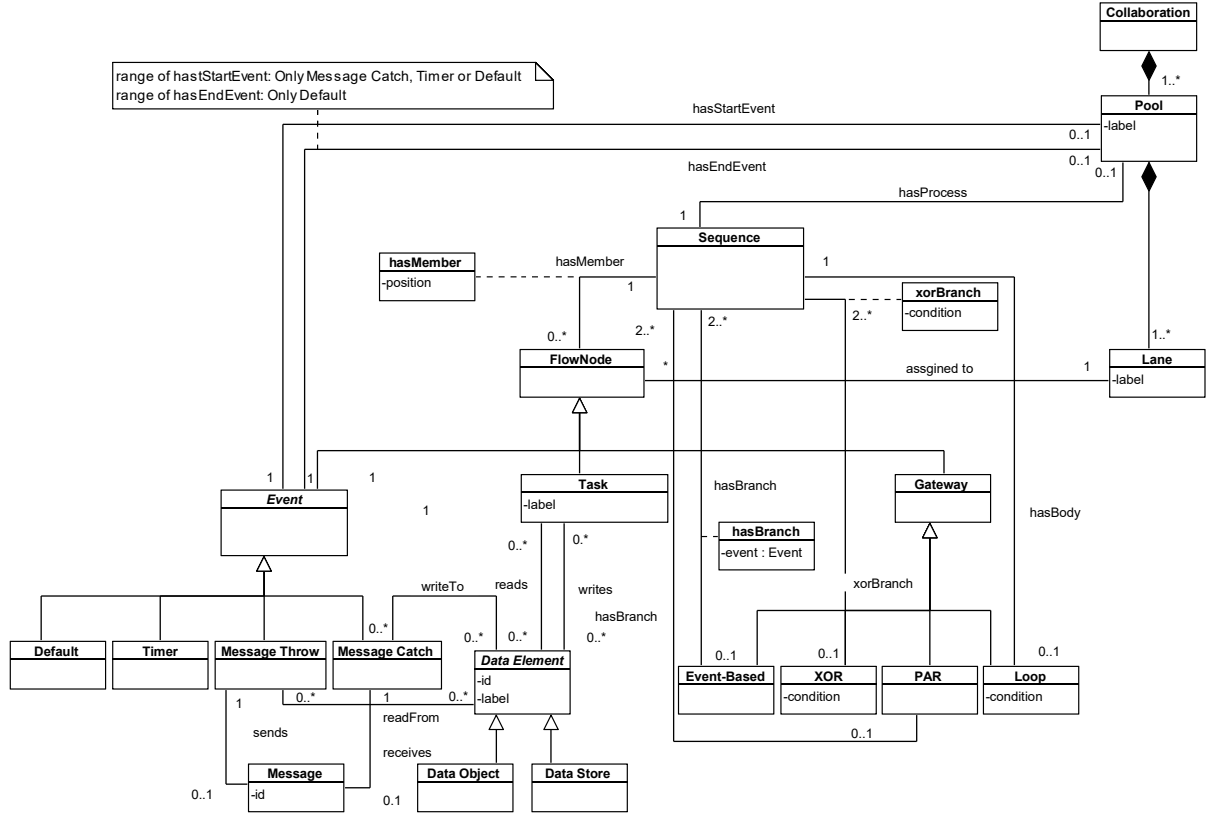 Collaboration
1..*
Pool
-label
range of hastStartEvent: Only Message Catch, Timer or Default
range of hasEndEvent: Only Default
hasStartEvent
0..1
hasEndEvent
0..1
0..1
hasProcess
1
Sequence
hasMember
-position
hasMember
1
1
xorBranch
-condition
0..*
2..*
2..*
2..*
1..*
FlowNode
*
assgined to
1
Lane
-label
1
1
1
Event
Task
-label
Gateway
1
hasBranch
hasBody
hasBranch
-event : Event
0..*
0.*
writeTo
reads
writes
xorBranch
hasBranch
0..*
0..*
0..*
0..*
Default
Timer
Message Throw
Message Catch
Data Element
-id
-label
0..1
0..1
0..1
Event-Based
XOR
-condition
PAR
Loop
-condition
1
0..*
1
0..*
readFrom
sends
receives
0..1
Message
-id
Data Object
Data Store
0..1
0.1